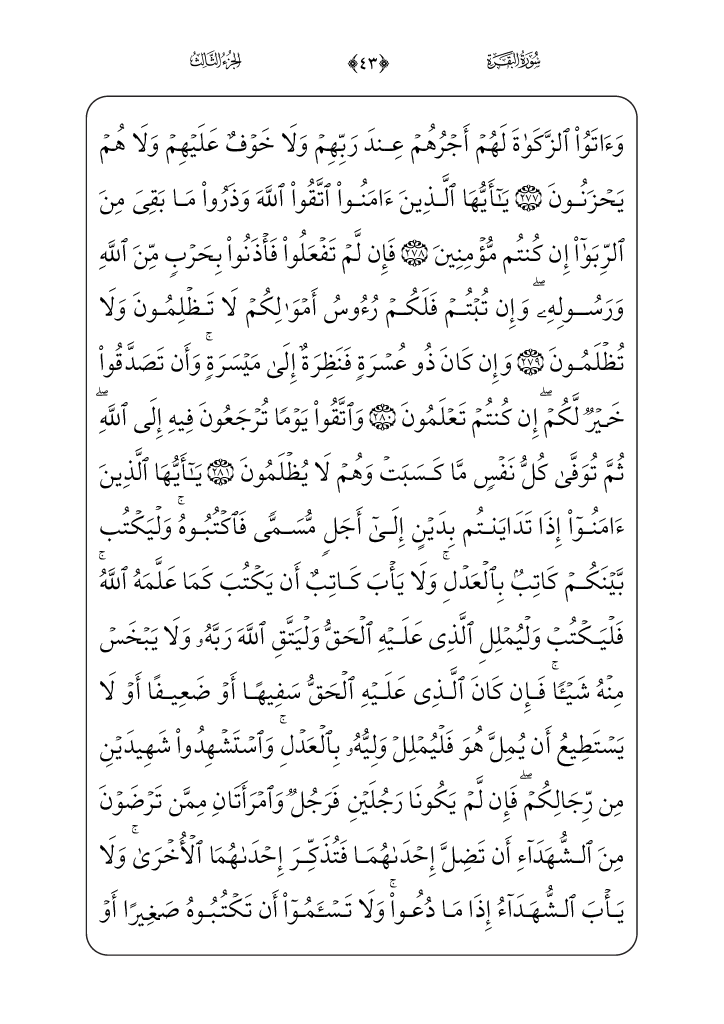 سُورَةُ البَقَرَةِ ﴿٤٣﴾ الجُزْءُ الثَّالِثُ
وَءَاتَوُاْ ٱلزَّكَوٰةَ لَهُمۡ أَجۡرُهُمۡ عِندَ رَبِّهِمۡ وَلَا خَوۡفٌ عَلَيۡهِمۡ وَلَا هُمۡ
يَحۡزَنُونَ ٢٧٧ يَٰٓأَيُّهَا ٱلَّذِينَ ءَامَنُواْ ٱتَّقُواْ ٱللَّهَ وَذَرُواْ مَا بَقِيَ مِنَ
ٱلرِّبَوٰٓاْ إِن كُنتُم مُّؤۡمِنِينَ ٢٧٨ فَإِن لَّمۡ تَفۡعَلُواْ فَأۡذَنُواْ بِحَرۡبٖ مِّنَ ٱللَّهِ
وَرَسُولِهِۦۖ وَإِن تُبۡتُمۡ فَلَكُمۡ رُءُوسُ أَمۡوَٰلِكُمۡ لَا تَظۡلِمُونَ وَلَا
تُظۡلَمُونَ ٢٧٩ وَإِن كَانَ ذُو عُسۡرَةٖ فَنَظِرَةٌ إِلَىٰ مَيۡسَرَةٖۚ وَأَن تَصَدَّقُواْ
خَيۡرٞ لَّكُمۡۖ إِن كُنتُمۡ تَعۡلَمُونَ ٢٨٠ وَٱتَّقُواْ يَوۡمٗا تُرۡجَعُونَ فِيهِ إِلَى ٱللَّهِۖ
ثُمَّ تُوَفَّىٰ كُلُّ نَفۡسٖ مَّا كَسَبَتۡ وَهُمۡ لَا يُظۡلَمُونَ ٢٨١ يَٰٓأَيُّهَا ٱلَّذِينَ
ءَامَنُوٓاْ إِذَا تَدَايَنتُم بِدَيۡنٍ إِلَىٰٓ أَجَلٖ مُّسَمّٗى فَٱكۡتُبُوهُۚ وَلۡيَكۡتُب
بَّيۡنَكُمۡ كَاتِبُۢ بِٱلۡعَدۡلِۚ وَلَا يَأۡبَ كَاتِبٌ أَن يَكۡتُبَ كَمَا عَلَّمَهُ ٱللَّهُۚ
فَلۡيَكۡتُبۡ وَلۡيُمۡلِلِ ٱلَّذِي عَلَيۡهِ ٱلۡحَقُّ وَلۡيَتَّقِ ٱللَّهَ رَبَّهُۥ وَلَا يَبۡخَسۡ
مِنۡهُ شَيۡـٔٗاۚ فَإِن كَانَ ٱلَّذِي عَلَيۡهِ ٱلۡحَقُّ سَفِيهًا أَوۡ ضَعِيفًا أَوۡ لَا
يَسۡتَطِيعُ أَن يُمِلَّ هُوَ فَلۡيُمۡلِلۡ وَلِيُّهُۥ بِٱلۡعَدۡلِۚ وَٱسۡتَشۡهِدُواْ شَهِيدَيۡنِ
مِن رِّجَالِكُمۡۖ فَإِن لَّمۡ يَكُونَا رَجُلَيۡنِ فَرَجُلٞ وَٱمۡرَأَتَانِ مِمَّن تَرۡضَوۡنَ
مِنَ ٱلشُّهَدَآءِ أَن تَضِلَّ إِحۡدَىٰهُمَا فَتُذَكِّرَ إِحۡدَىٰهُمَا ٱلۡأُخۡرَىٰۚ وَلَا
يَأۡبَ ٱلشُّهَدَآءُ إِذَا مَا دُعُواْۚ وَلَا تَسۡـَٔمُوٓاْ أَن تَكۡتُبُوهُ صَغِيرًا أَوۡ